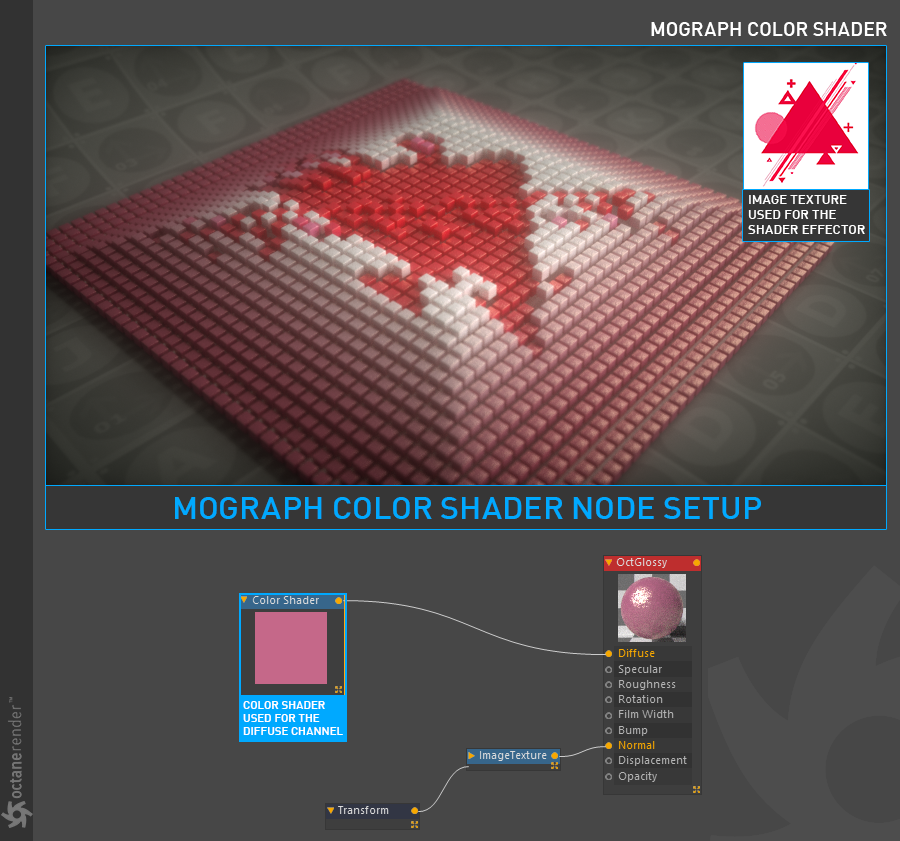 MOGRAPH COLOR SHADER
IMAGE TEXTURE
USED FOR THE
SHADER EFFECTOR
MOGRAPH COLOR SHADER NODE SETUP
OctGlossy
Color Shader
COLOR SHADER
USED FOR THE
DIFFUSE CHANNEL
Diffuse
Specular
Roughness
Rotation
Film Width
Bump
Normal
Displacement
Opacity
ImageTexture
Transform
octanerender™